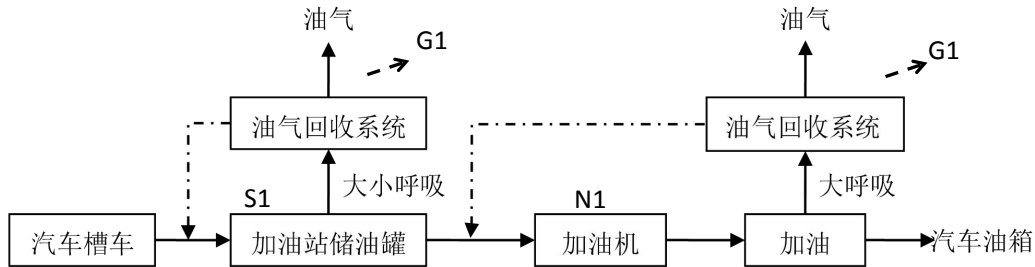 油气
G1
油气
G1
油气回收系统
油气回收系统
大小呼吸
大呼吸
S1
N1
汽车槽车
加油站储油罐
加油机
加油
汽车油箱